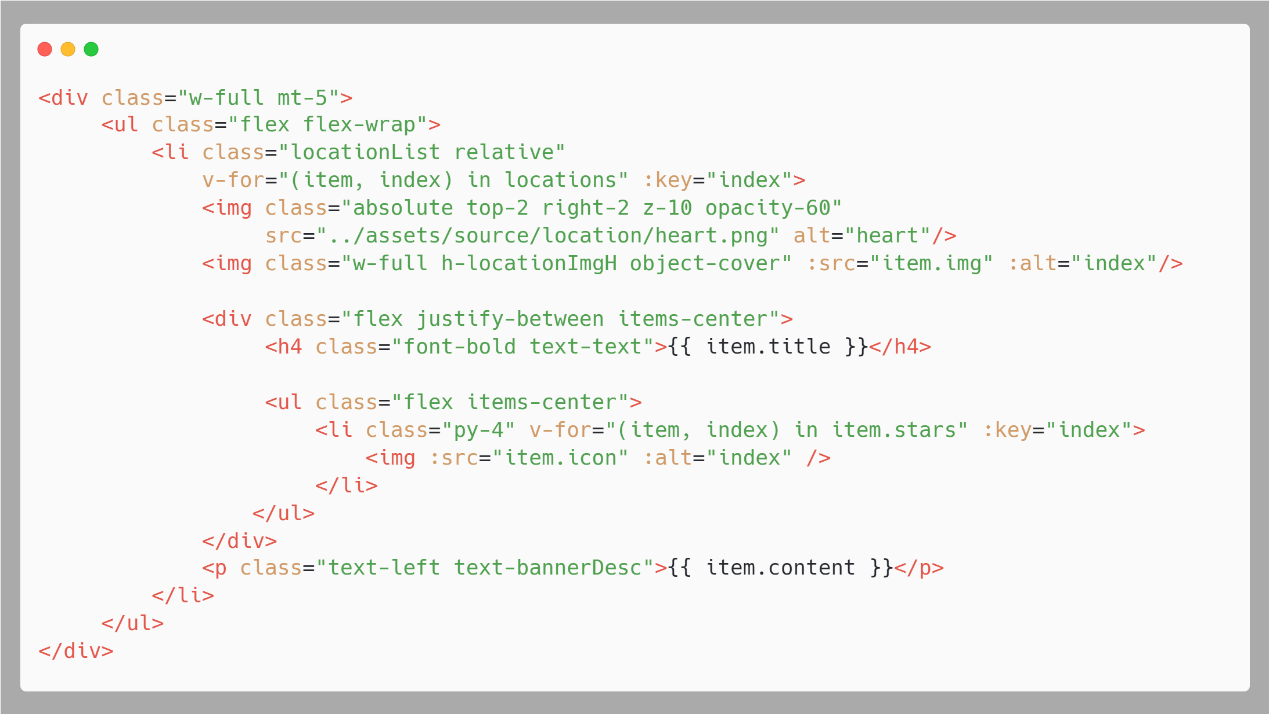 <div class="w-full mt-5">
     <ul class="flex flex-wrap">
         <li class="locationList relative"
             v-for="(item, index) in locations" :key="index">
             <img class="absolute top-2 right-2 z-10 opacity-60"
                  src="../assets/source/location/heart.png" alt="heart"/>
             <img class="w-full h-locationImgH object-cover" :src="item.img" :alt="index"/>

             <div class="flex justify-between items-center">
                  <h4 class="font-bold text-text">{{ item.title }}</h4>

                  <ul class="flex items-center">
                      <li class="py-4" v-for="(item, index) in item.stars" :key="index">
                          <img :src="item.icon" :alt="index" />
                      </li>
                 </ul>
             </div>
             <p class="text-left text-bannerDesc">{{ item.content }}</p>
         </li>
     </ul>
</div>